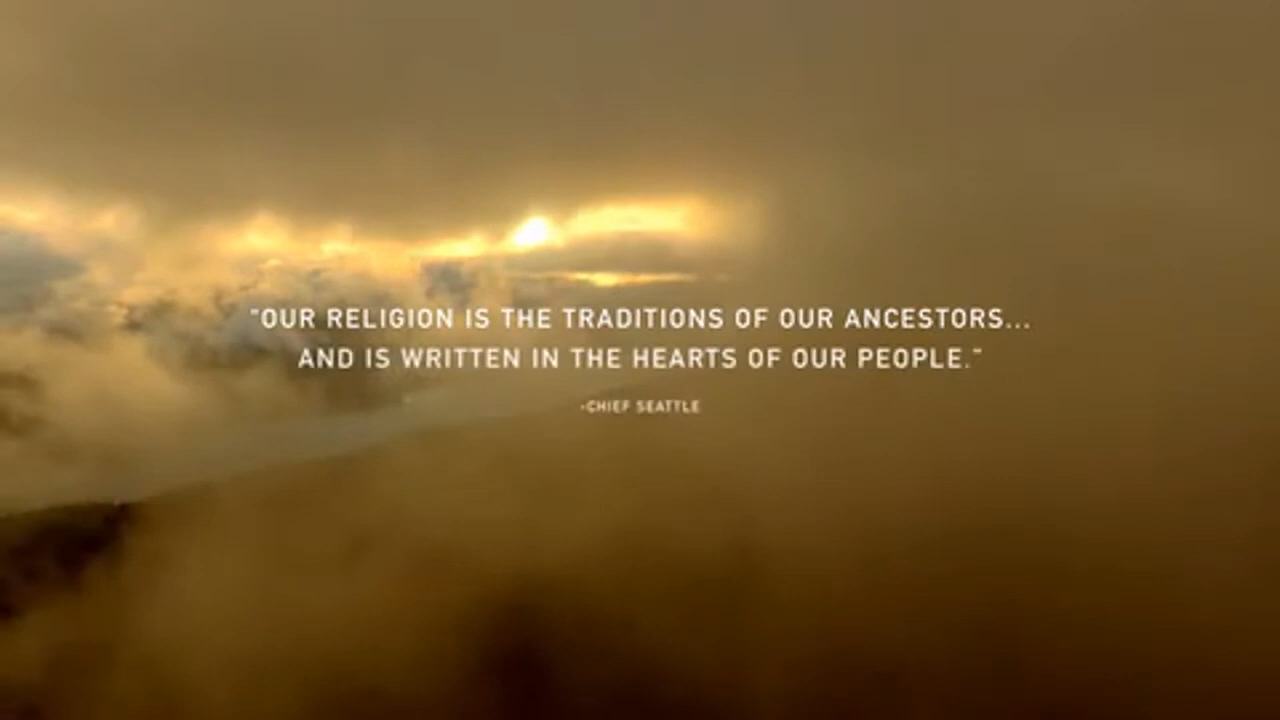 "OUR RELIGION IS THE TRADITIONS OF OUR ANCESTORS...
AND IS WRITTEN IN THE HEARTS OF OUR PEOPLE."
-CHIEF SEATTLE